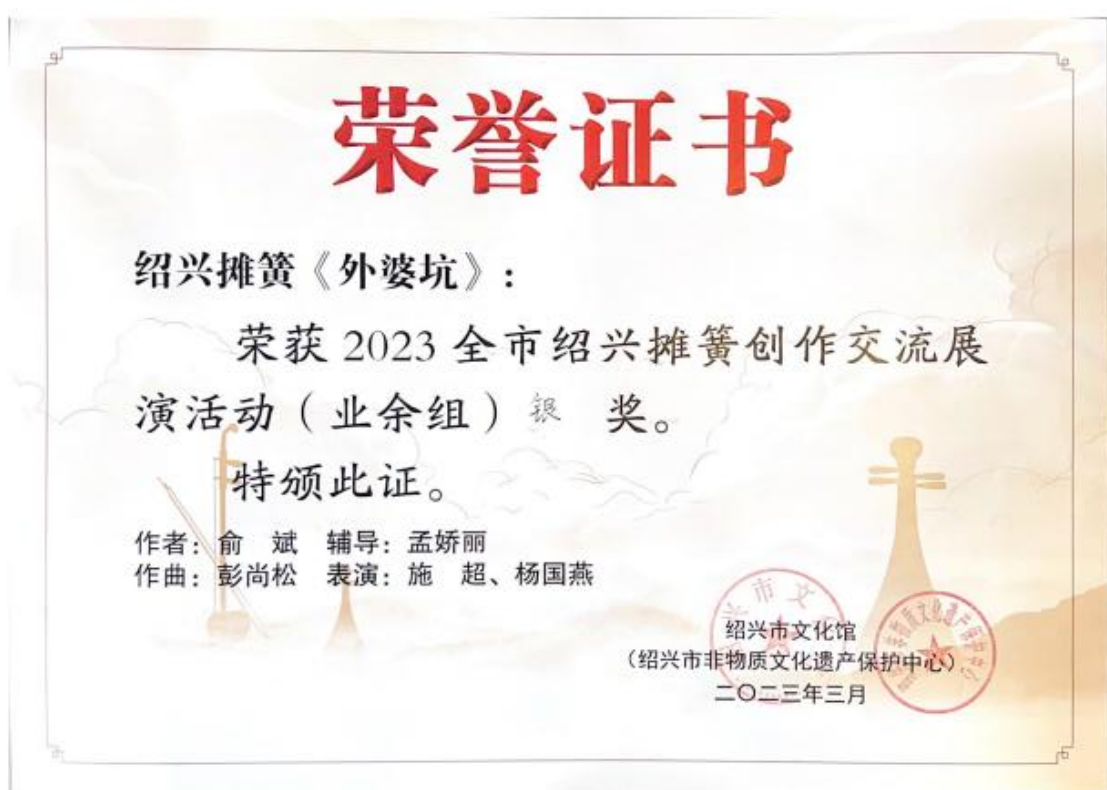 荣誉证书
绍兴摊簧《外婆坑》:
荣获 2023 全市绍兴摊簧创作交流展
演活动(业余组) 银 奖。
特颁此证。
作者:俞 斌 辅导:孟娇丽
作曲:彭尚松 表演:施 超、杨国燕
绍兴市文化馆
(绍兴市非物质文化遗产保护中心)
二〇二三年三月